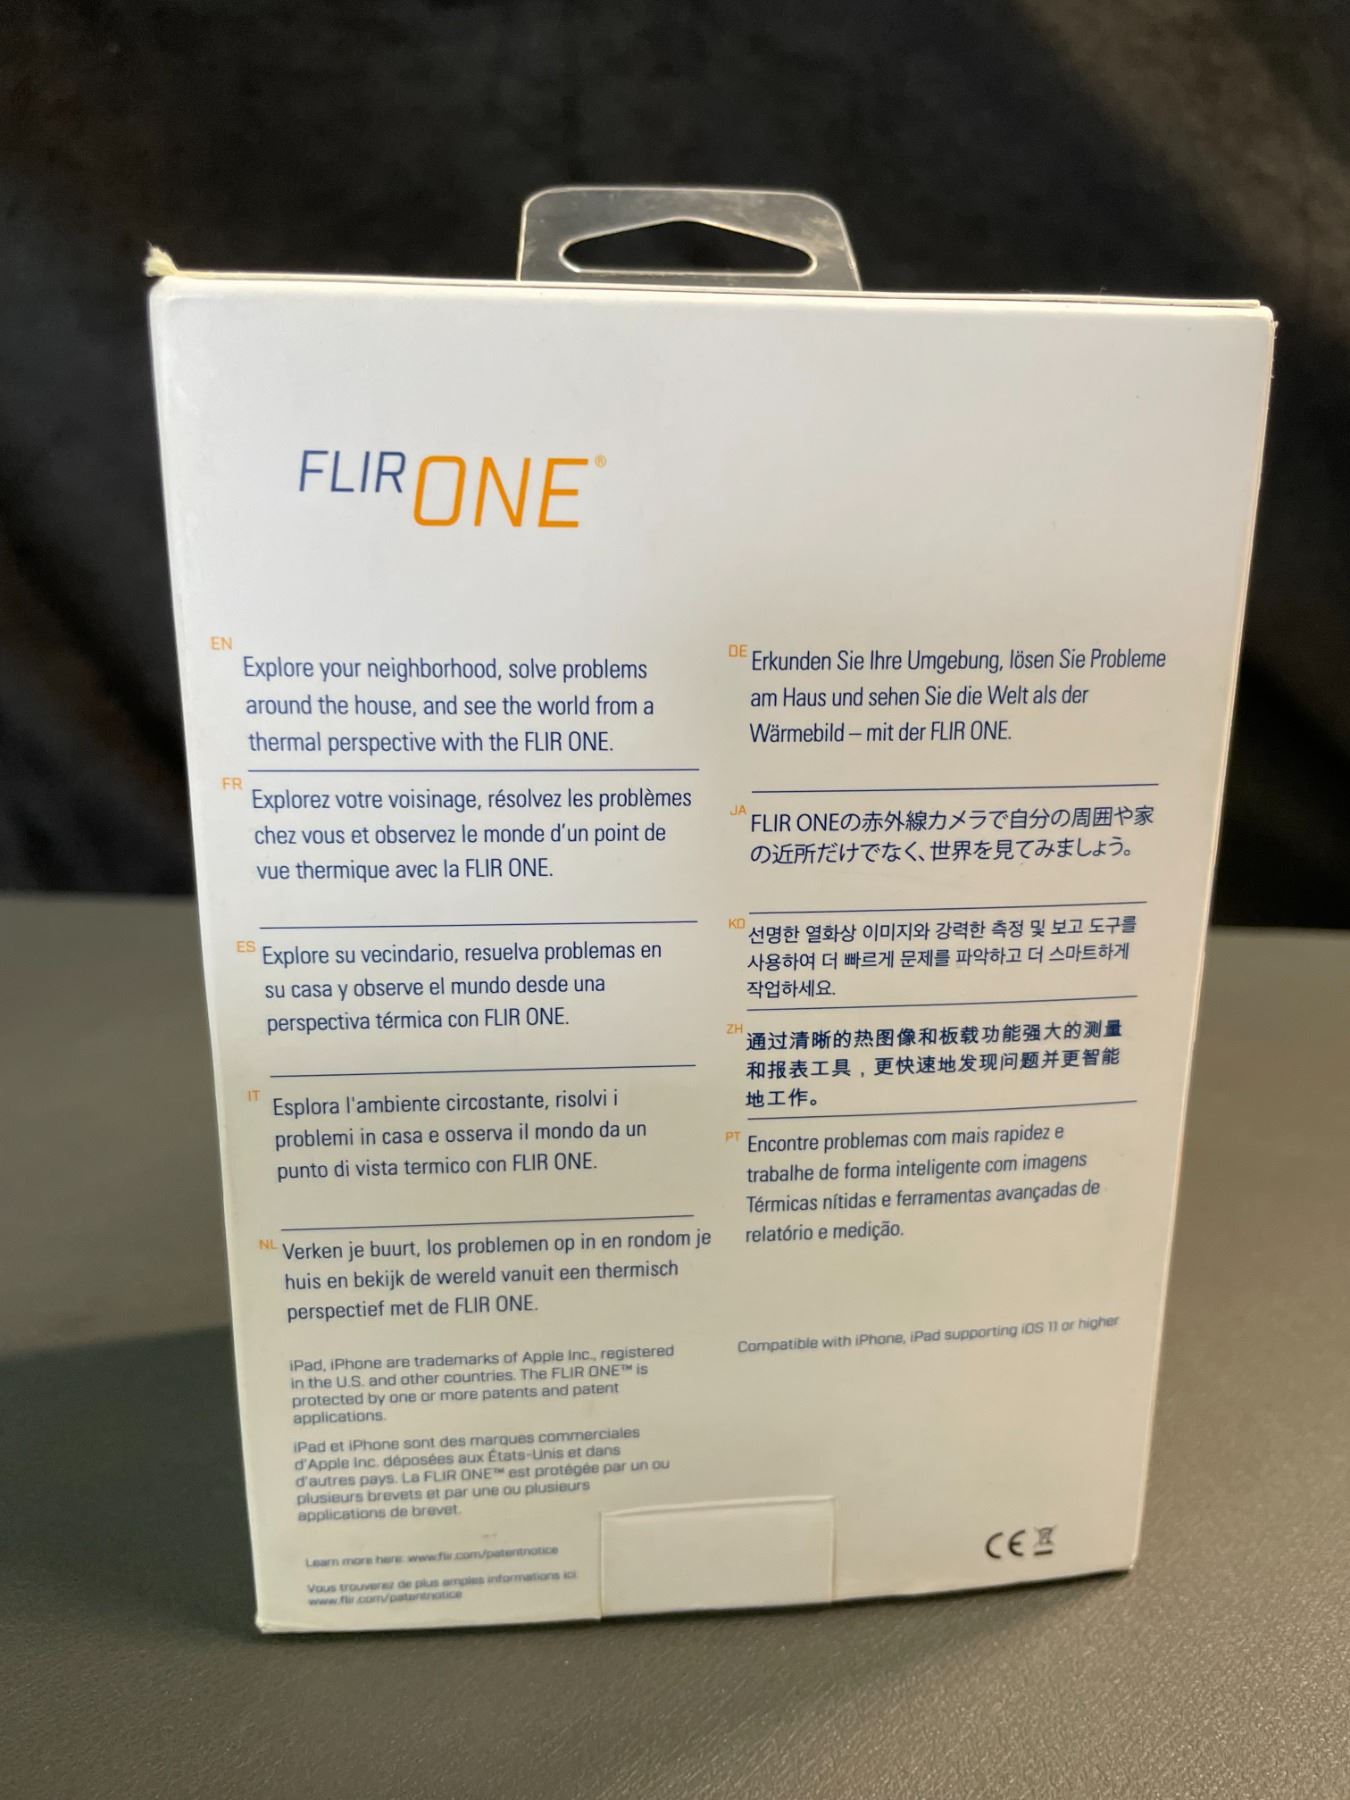 FLIR ONE®
EN
Explore your neighborhood, solve problems
around the house, and see the world from a
thermal perspective with the FLIR ONE.
FR
Explorez votre voisinage, résolvez les problèmes
chez vous et observez le monde d'un point de
vue thermique avec la FLIR ONE.
ES
Explore su vecindario, resuelva problemas en
su casa y observe el mundo desde una
perspectiva térmica con FLIR ONE.
IT
Esplora l'ambiente circostante, risolvi i
problemi in casa e osserva il mondo da un
punto di vista termico con FLIR ONE.
NL
Verken je buurt, los problemen op in en rondom je
huis en bekijk de wereld vanuit een thermisch
perspectief met de FLIR ONE.
iPad, iPhone are trademarks of Apple Inc., registered
in the U.S. and other countries. The FLIR ONE™ is
protected by one or more patents and patent
applications.
iPad et iPhone sont des marques commerciales
d'Apple Inc. déposées aux États-Unis et dans
d'autres pays. La FLIR ONE™ est protégée par un ou
plusieurs brevets et par une ou plusieurs
applications de brevet.
Learn more here: www.flir.com/patentnotice
Vous trouverez de plus amples informations ici:
www.flir.com/patentnotice
DE
Erkunden Sie Ihre Umgebung, lösen Sie Probleme
am Haus und sehen Sie die Welt als der
Wärmebild – mit der FLIR ONE.
JA
FLIR ONEの赤外線カメラで自分の周囲や家
の近所だけでなく、世界を見てみましょう。
KO
선명한 열화상 이미지와 강력한 측정 및 보고 도구를
사용하여 더 빠르게 문제를 파악하고 더 스마트하게
작업하세요.
ZH
通过清晰的热图像和板载功能强大的测量
和报表工具，更快速地发现问题并更智能
地工作。
PT
Encontre problemas com mais rapidez e
trabalhe de forma inteligente com imagens
Térmicas nítidas e ferramentas avançadas de
relatório e medição.
Compatible with iPhone, iPad supporting iOS 11 or higher
CE